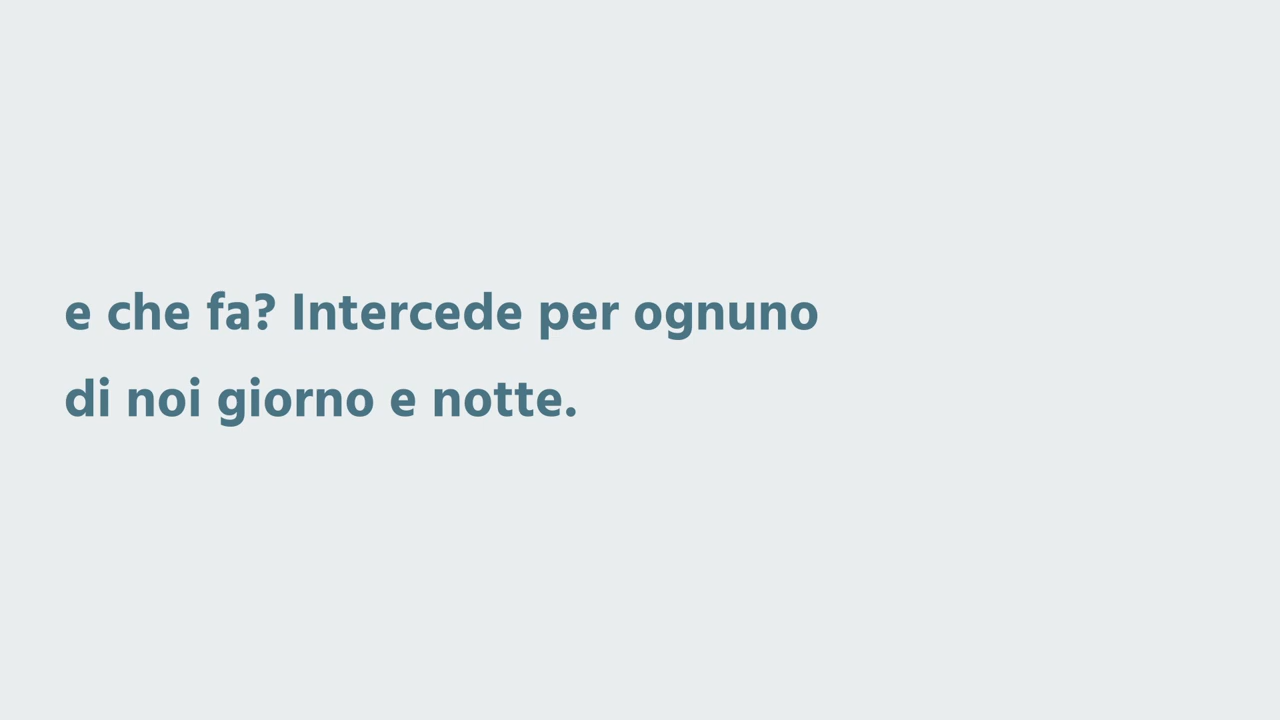 e che fa? Intercede per ognuno
di noi giorno e notte.